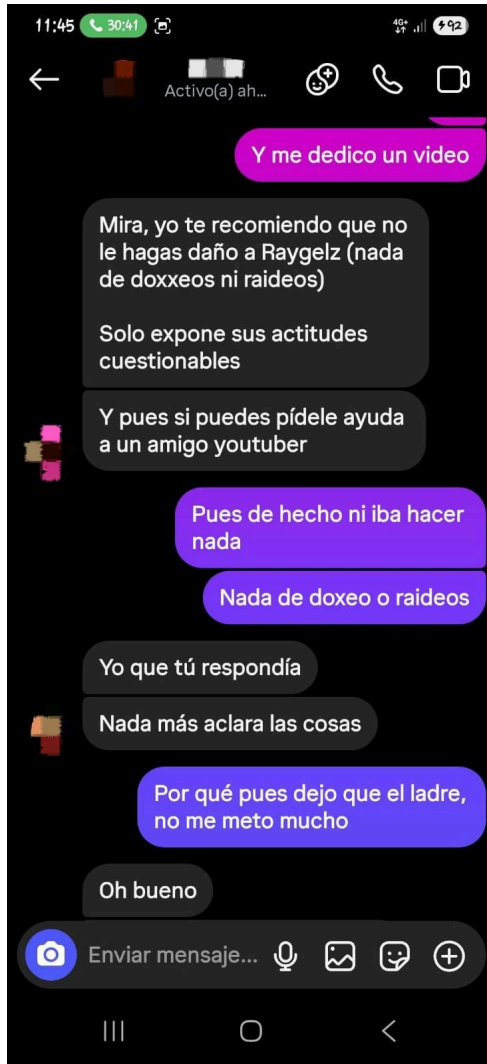 11:45 30:41 4G+ 92
Activo(a) ah...
Y me dedico un video
Mira, yo te recomiendo que no
le hagas daño a Raygelz (nada
de doxxeos ni raideos)
Solo expone sus actitudes
cuestionables
Y pues si puedes pídele ayuda
a un amigo youtuber
Pues de hecho ni iba hacer
nada
Nada de doxeo o raideos
Yo que tú respondía
Nada más aclara las cosas
Por qué pues dejo que el ladre,
no me meto mucho
Oh bueno
Enviar mensaje...